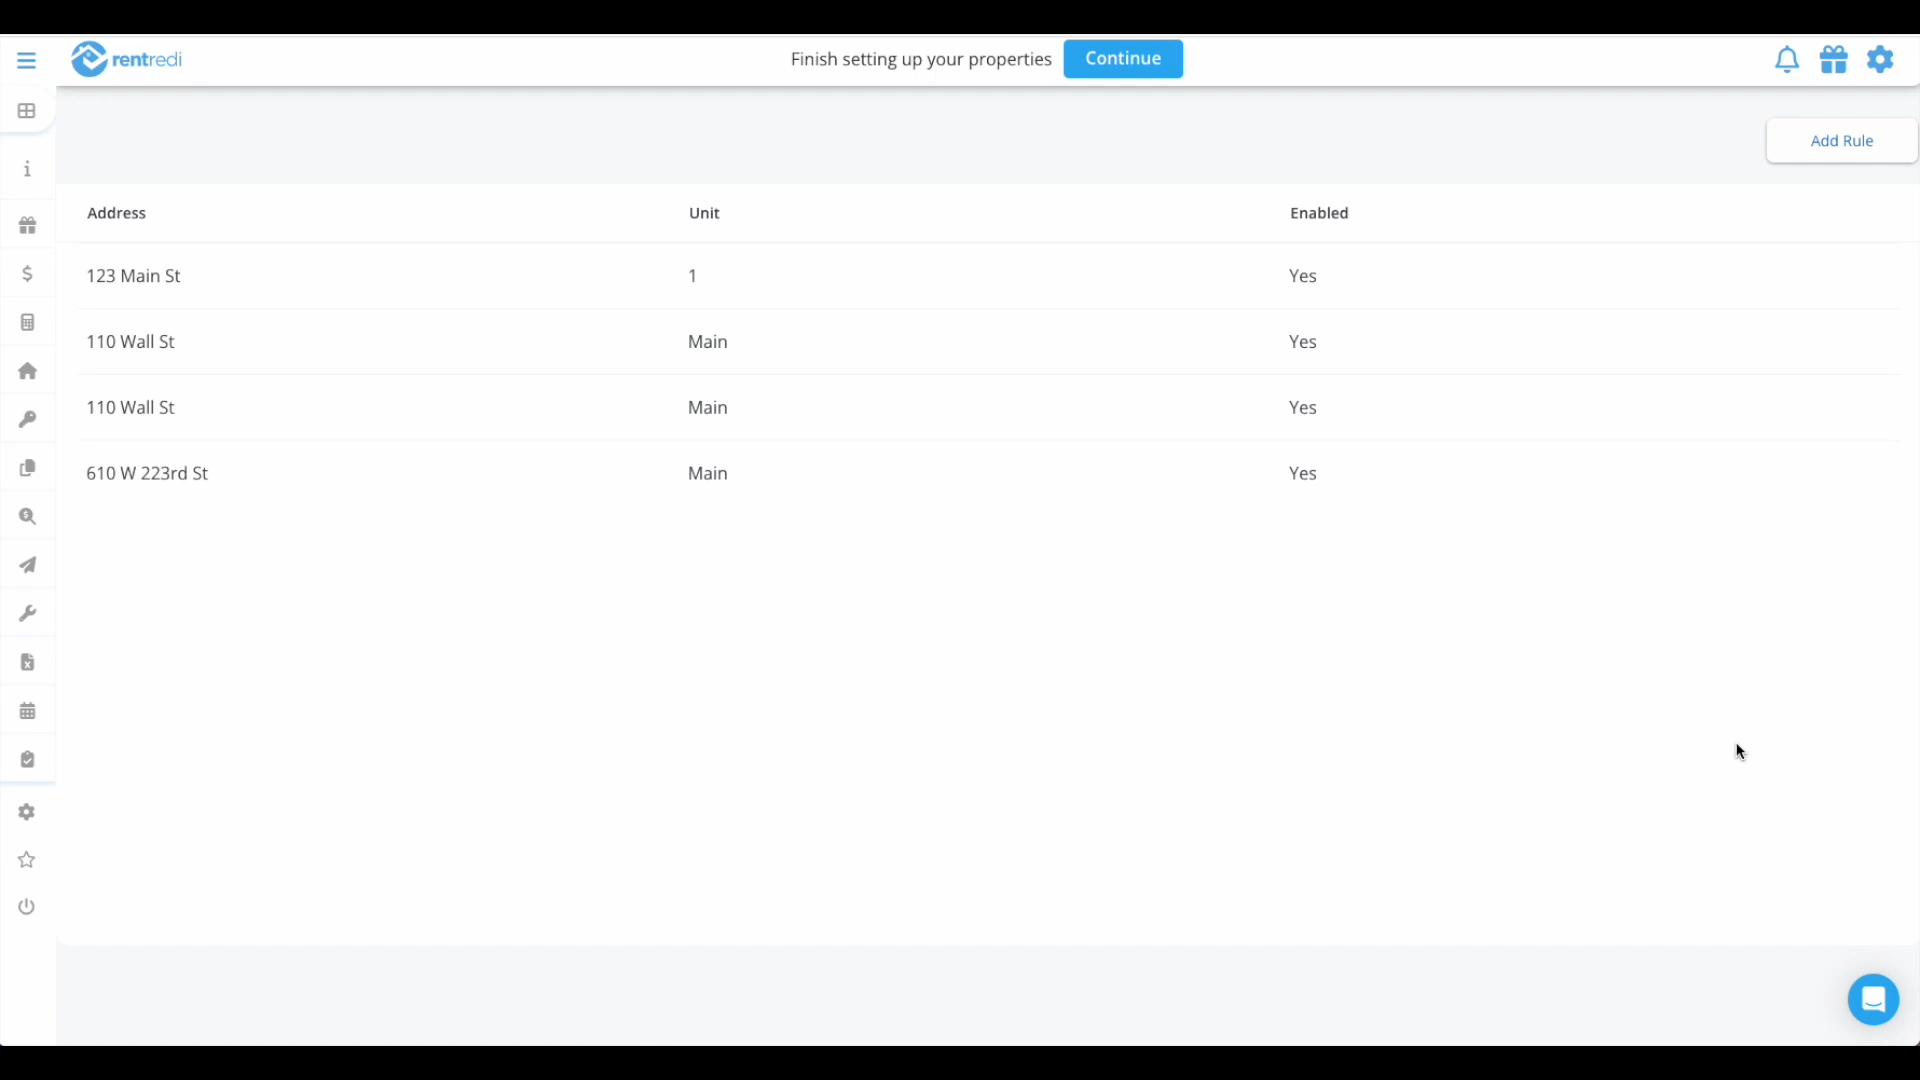 rentredi
Finish setting up your properties Continue
Add Rule
Address Unit Enabled
123 Main St 1 Yes
110 Wall St Main Yes
110 Wall St Main Yes
610 W 223rd St Main Yes